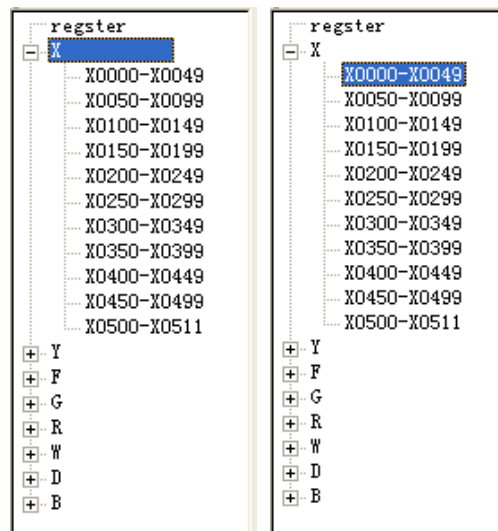 regster
X
X0000-X0049
X0050-X0099
X0100-X0149
X0150-X0199
X0200-X0249
X0250-X0299
X0300-X0349
X0350-X0399
X0400-X0449
X0450-X0499
X0500-X0511
Y
F
G
R
W
D
B
regster
X
X0000-X0049
X0050-X0099
X0100-X0149
X0150-X0199
X0200-X0249
X0250-X0299
X0300-X0349
X0350-X0399
X0400-X0449
X0450-X0499
X0500-X0511
Y
F
G
R
W
D
B